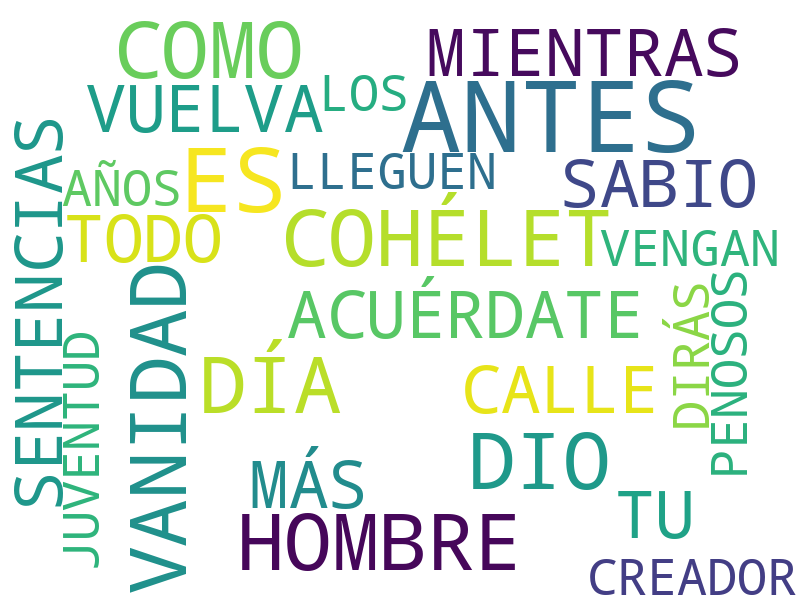 COMO
MIENTRAS
VUELVA
LOS
ANTES
SENTENCIAS
AÑOS
ES
LLEGUEN
SABIO
TODO
COHÉLET
VENGAN
VANIDAD
ACUÉRDATE
DIRÁS
PENOSOS
JUVENTUD
DÍA
CALLE
MÁS
DIO
TU
HOMBRE
CREADOR